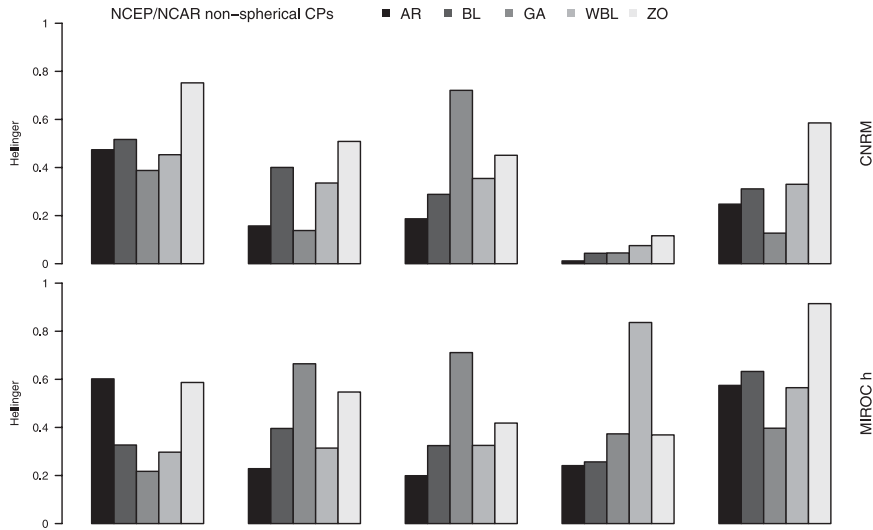 NCEP/NCAR non-spherical CPs AR BL GA WBL ZO
1
0.8
0.6
0.4
0.2
0
Hellinger
CNRM
1
0.8
0.6
0.4
0.2
0
Hellinger
MIROC h